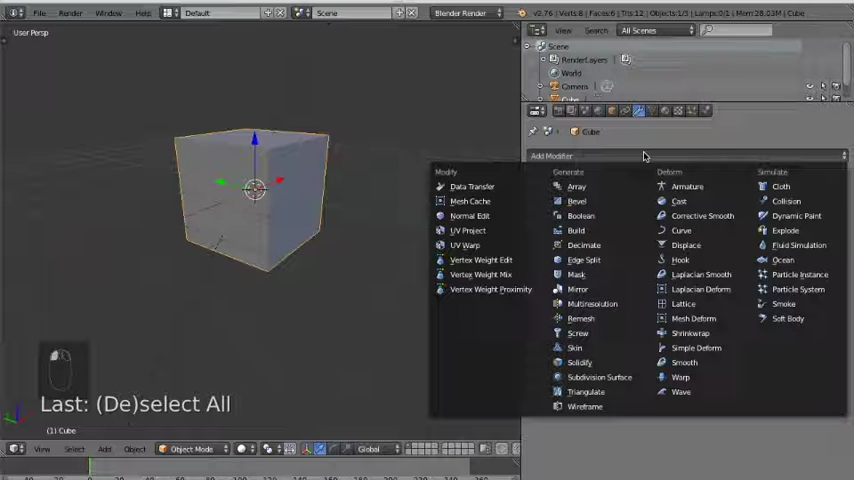 File Render Window Help Default Scene Blender Render v2.76 | Verts:8 | Faces:6 | Tris:12 | Objects:1/3 | Lamps:0/1 | Mem:28.03M | Cube
User Persp
View Search All Scenes
Scene
RenderLayers
World
Camera
Cube
Cube
Add Modifier
Modify Generate Deform Simulate
Data Transfer Array Armature Cloth
Mesh Cache Bevel Cast Collision
Normal Edit Boolean Corrective Smooth Dynamic Paint
UV Project Build Curve Explode
UV Warp Decimate Displace Fluid Simulation
Vertex Weight Edit Edge Split Hook Ocean
Vertex Weight Mix Mask Laplacian Smooth Particle Instance
Vertex Weight Proximity Mirror Laplacian Deform Particle System
Multiresolution Lattice Smoke
Remesh Mesh Deform Soft Body
Screw Shrinkwrap
Skin Simple Deform
Solidify Smooth
Subdivision Surface Warp
Triangulate Wave
Wireframe
Last: (De)select All
(1) Cube
View Select Add Object Object Mode Global